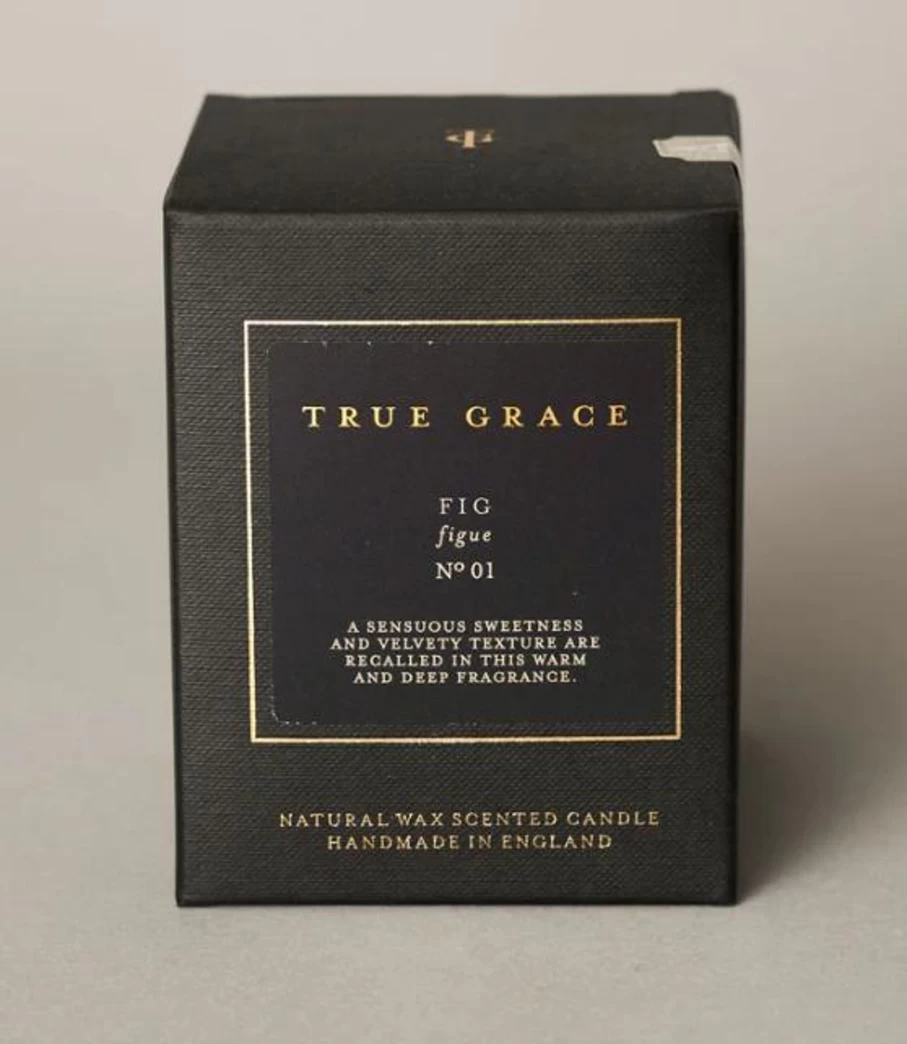 TRUE GRACE
FIG
figue
Nº 01
A SENSUOUS SWEETNESS
AND VELVETY TEXTURE ARE
RECALLED IN THIS WARM
AND DEEP FRAGRANCE.
NATURAL WAX SCENTED CANDLE
HANDMADE IN ENGLAND